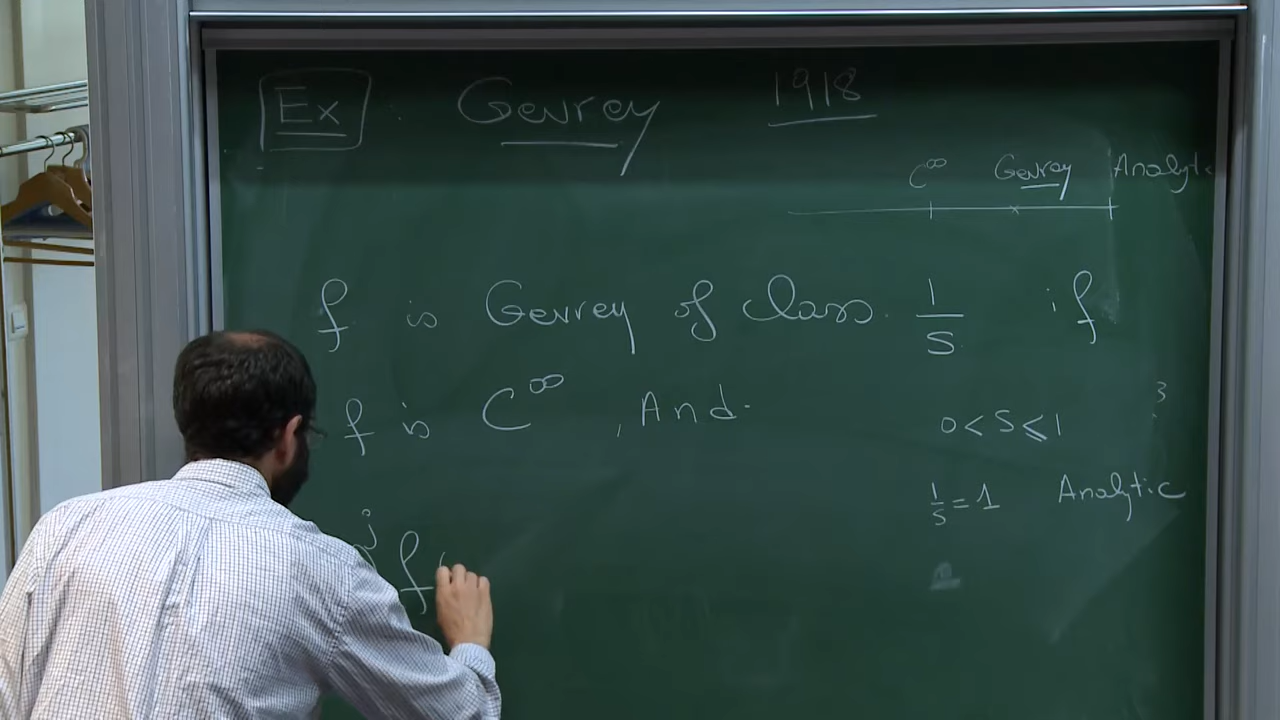 Ex : Gevrey 1918
C^∞ Gevrey Analytic
f is Gevrey of class 1/s if
f is C^∞, And
0 < s ≤ 1
1/s = 1 Analytic
j f (